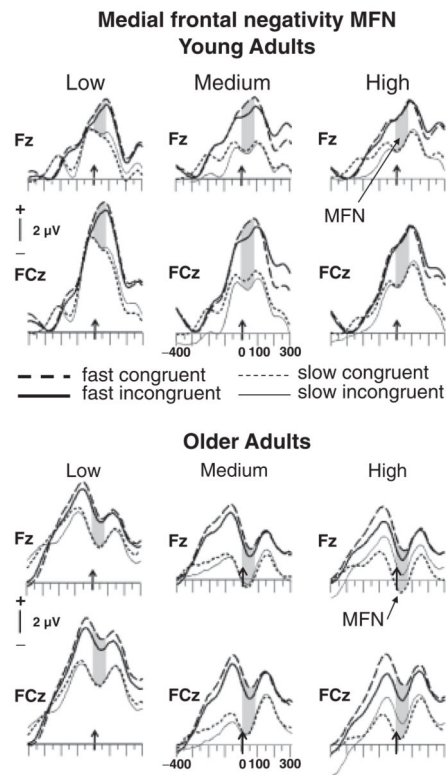 Medial frontal negativity MFN
Young Adults
Low Medium High
Fz Fz Fz
MFN
+
2 μV
–
FCz FCz FCz
–400 0 100 300
fast congruent slow congruent
fast incongruent slow incongruent
Older Adults
Low Medium High
Fz Fz Fz
+
2 μV
–
MFN
FCz FCz FCz
–400 0 100 300